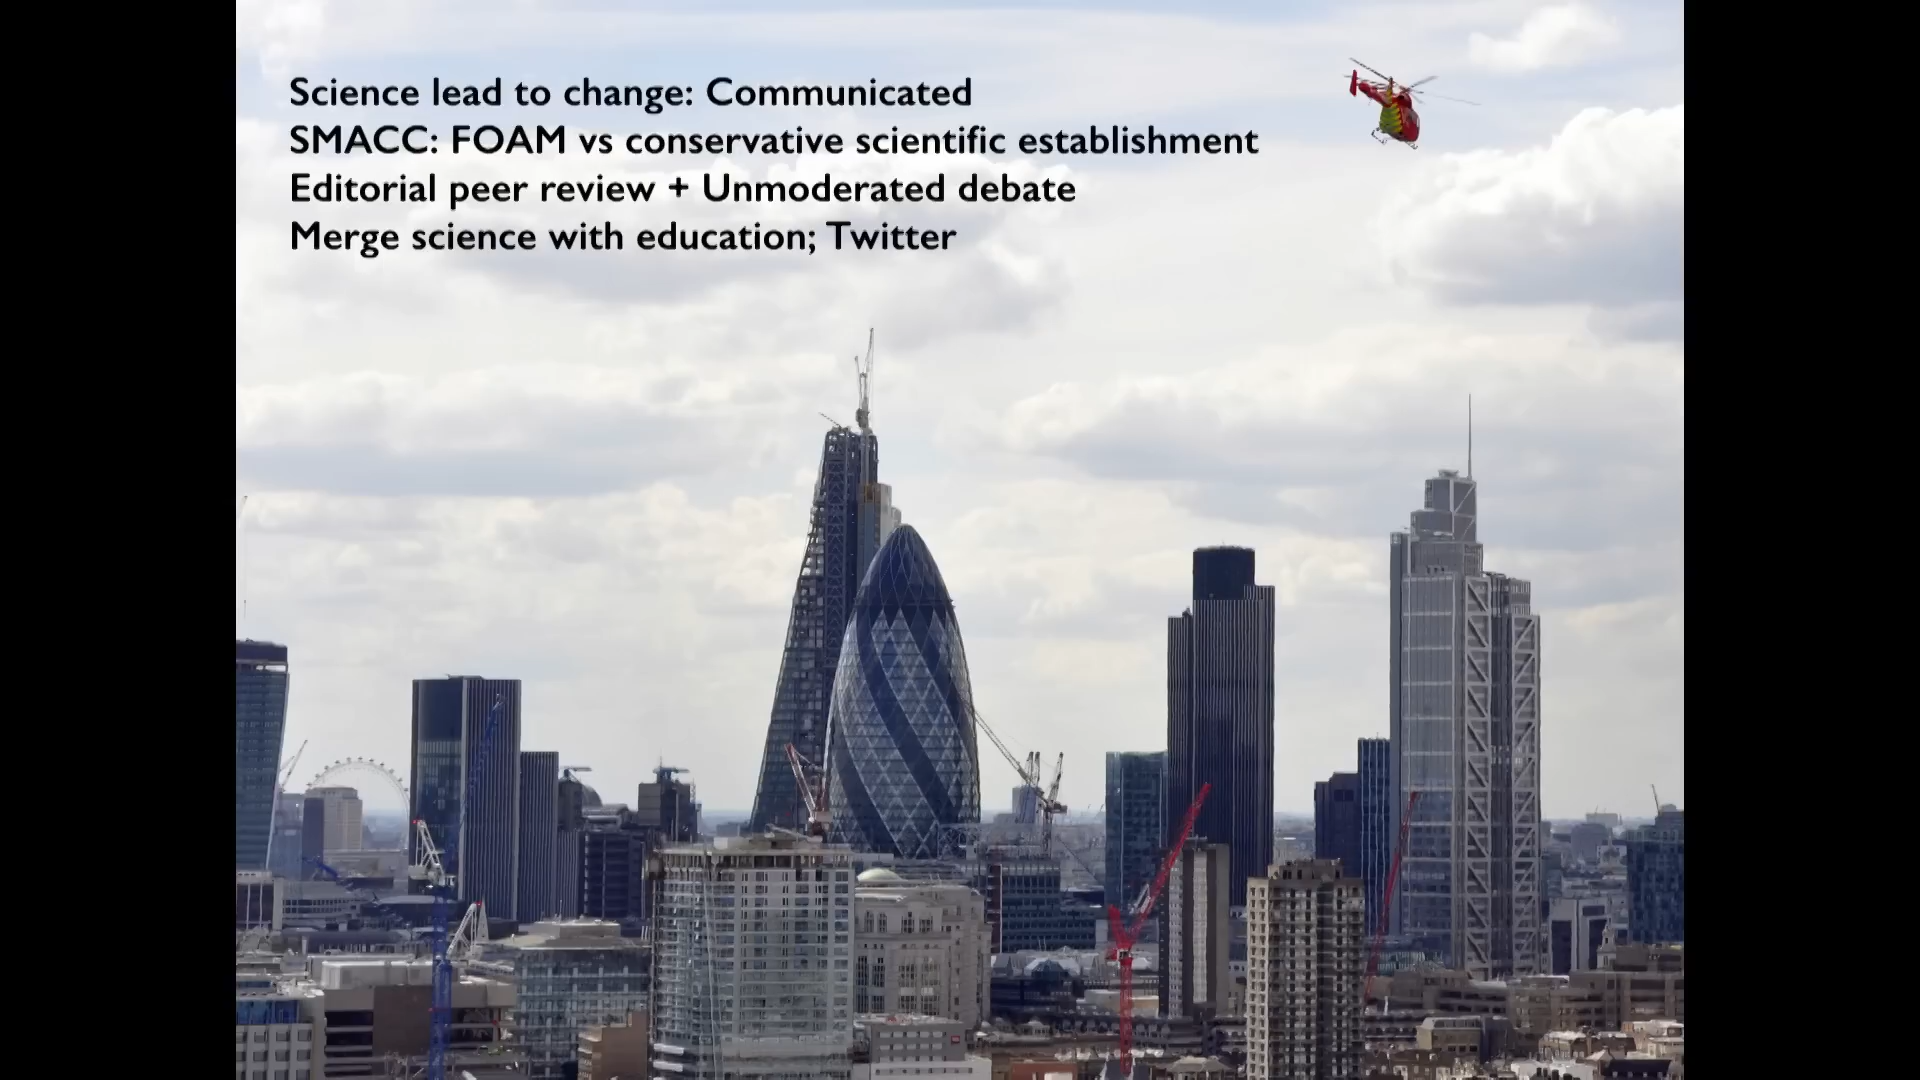 Science lead to change: Communicated
SMACC: FOAM vs conservative scientific establishment
Editorial peer review + Unmoderated debate
Merge science with education; Twitter